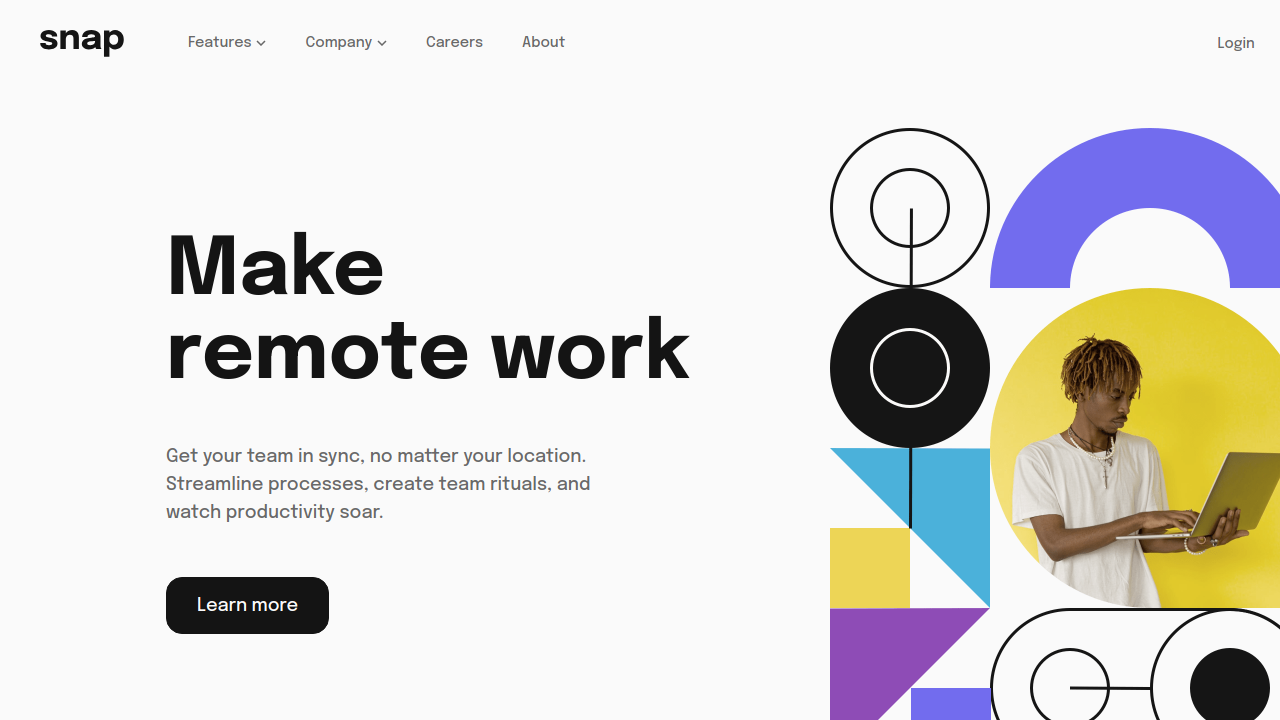 snap
Features
Company
Careers
About
Login
Make
remote work
Get your team in sync, no matter your location.
Streamline processes, create team rituals, and
watch productivity soar.
Learn more